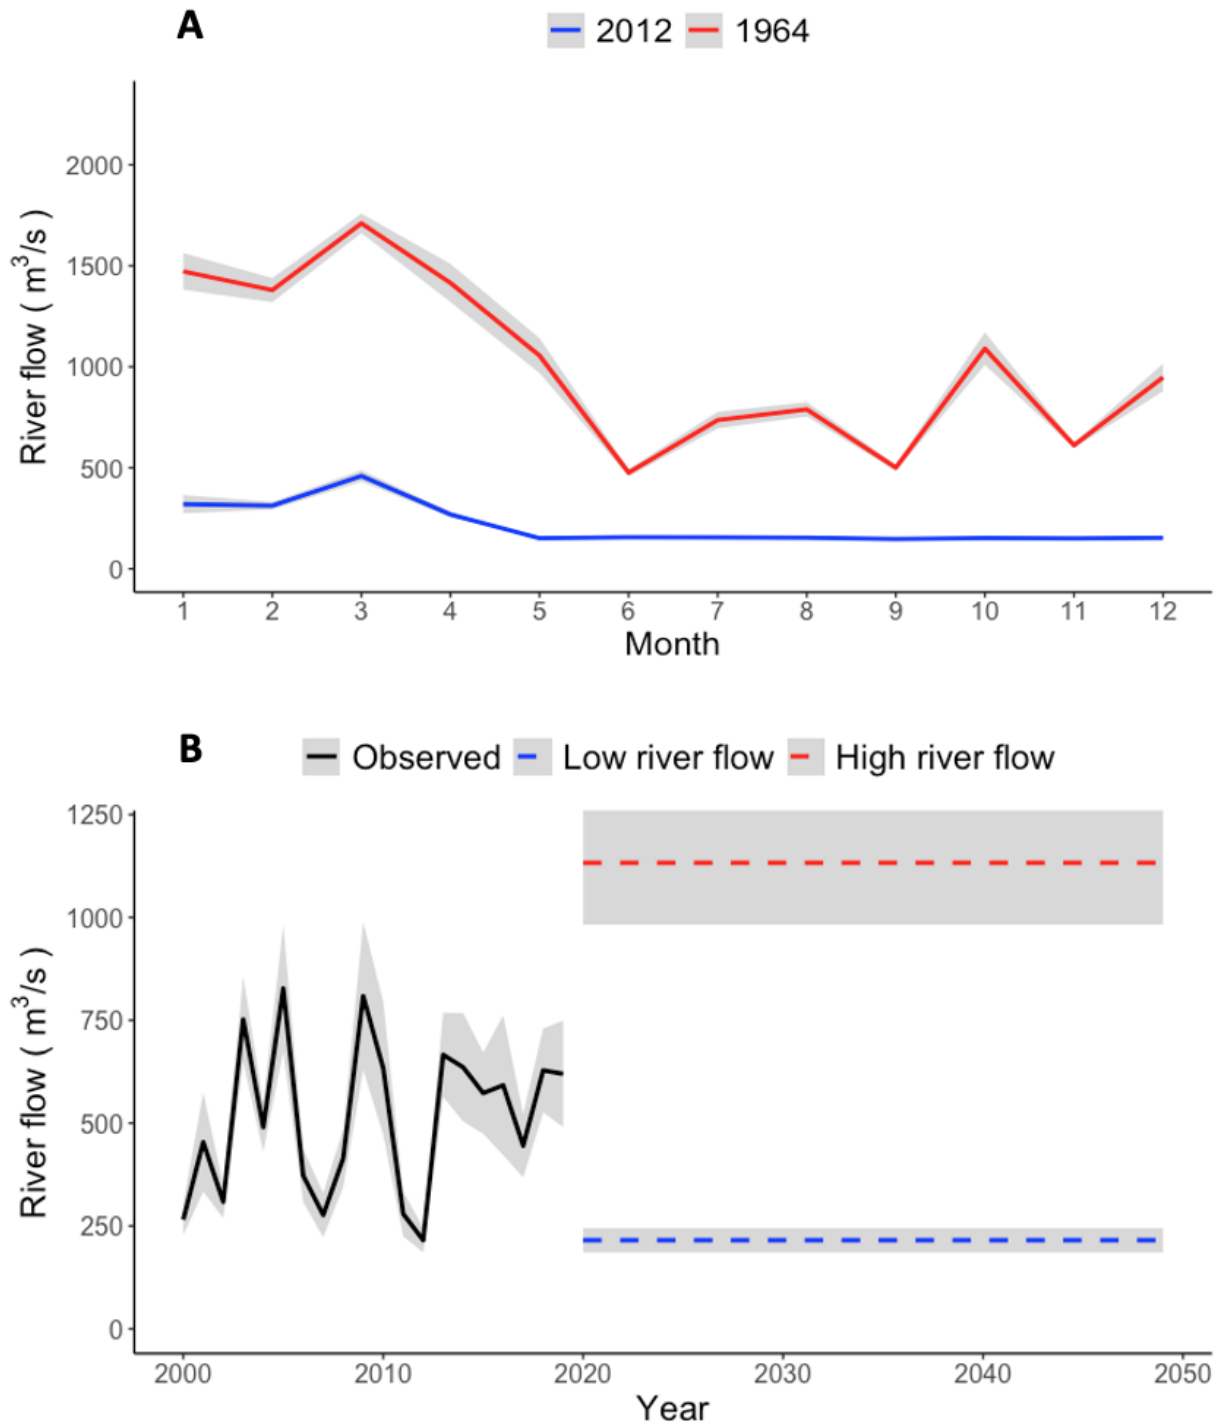 A
2012 1964
2000
1500
1000
500
0
River flow ( m³/s )
1 2 3 4 5 6 7 8 9 10 11 12
Month
B
Observed Low river flow High river flow
1250
1000
750
500
250
0
River flow ( m³/s )
2000 2010 2020 2030 2040 2050
Year